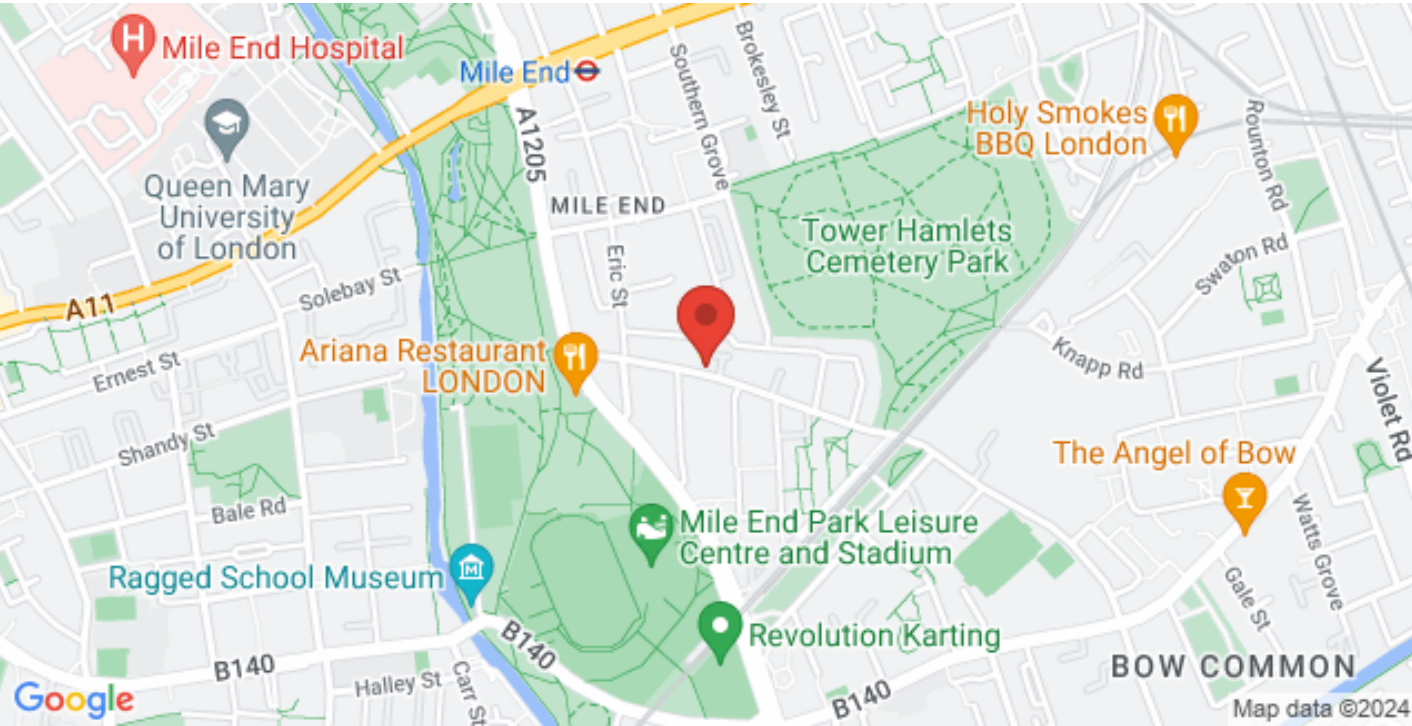 Mile End Hospital
Mile End
Southern Grove
Brokesley St
A1205
Holy Smokes
BBQ London
Rounton Rd
Queen Mary
University
of London
MILE END
Tower Hamlets
Cemetery Park
Eric St
Swaton Rd
Solebay St
A11
Ernest St
Ariana Restaurant
LONDON
Knapp Rd
Violet Rd
Shandy St
The Angel of Bow
Bale Rd
Mile End Park Leisure
Centre and Stadium
Watts Grove
Ragged School Museum
Gale St
Revolution Karting
B140
B140
BOW COMMON
Halley St
Carr St
B140
Google
Map data ©2024